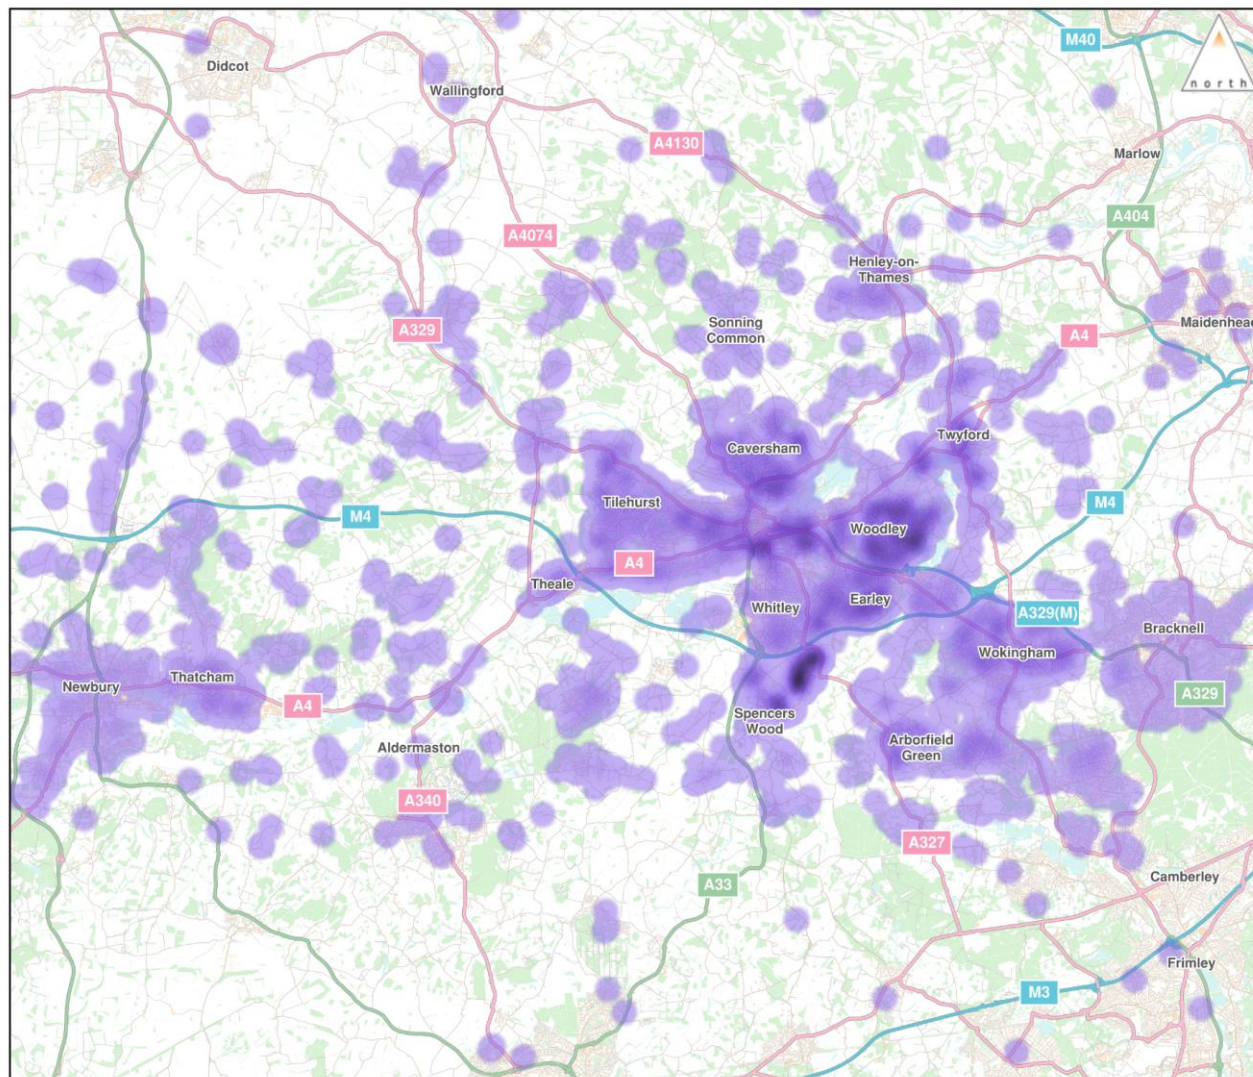 M40
north
Didcot
Wallingford
A4130
Marlow
A404
A4074
Henley-on-
Thames
A329
Sonning
Common
A4
Maidenhead
Caversham
Twyford
Tilehurst
M4
M4
Woodley
A4
Theale
Whitley
Earley
A329(M)
Bracknell
Wokingham
Thatcham
Newbury
A4
A329
Spencers
Wood
Aldermaston
Arborfield
Green
A340
A327
A33
Camberley
Frimley
M3